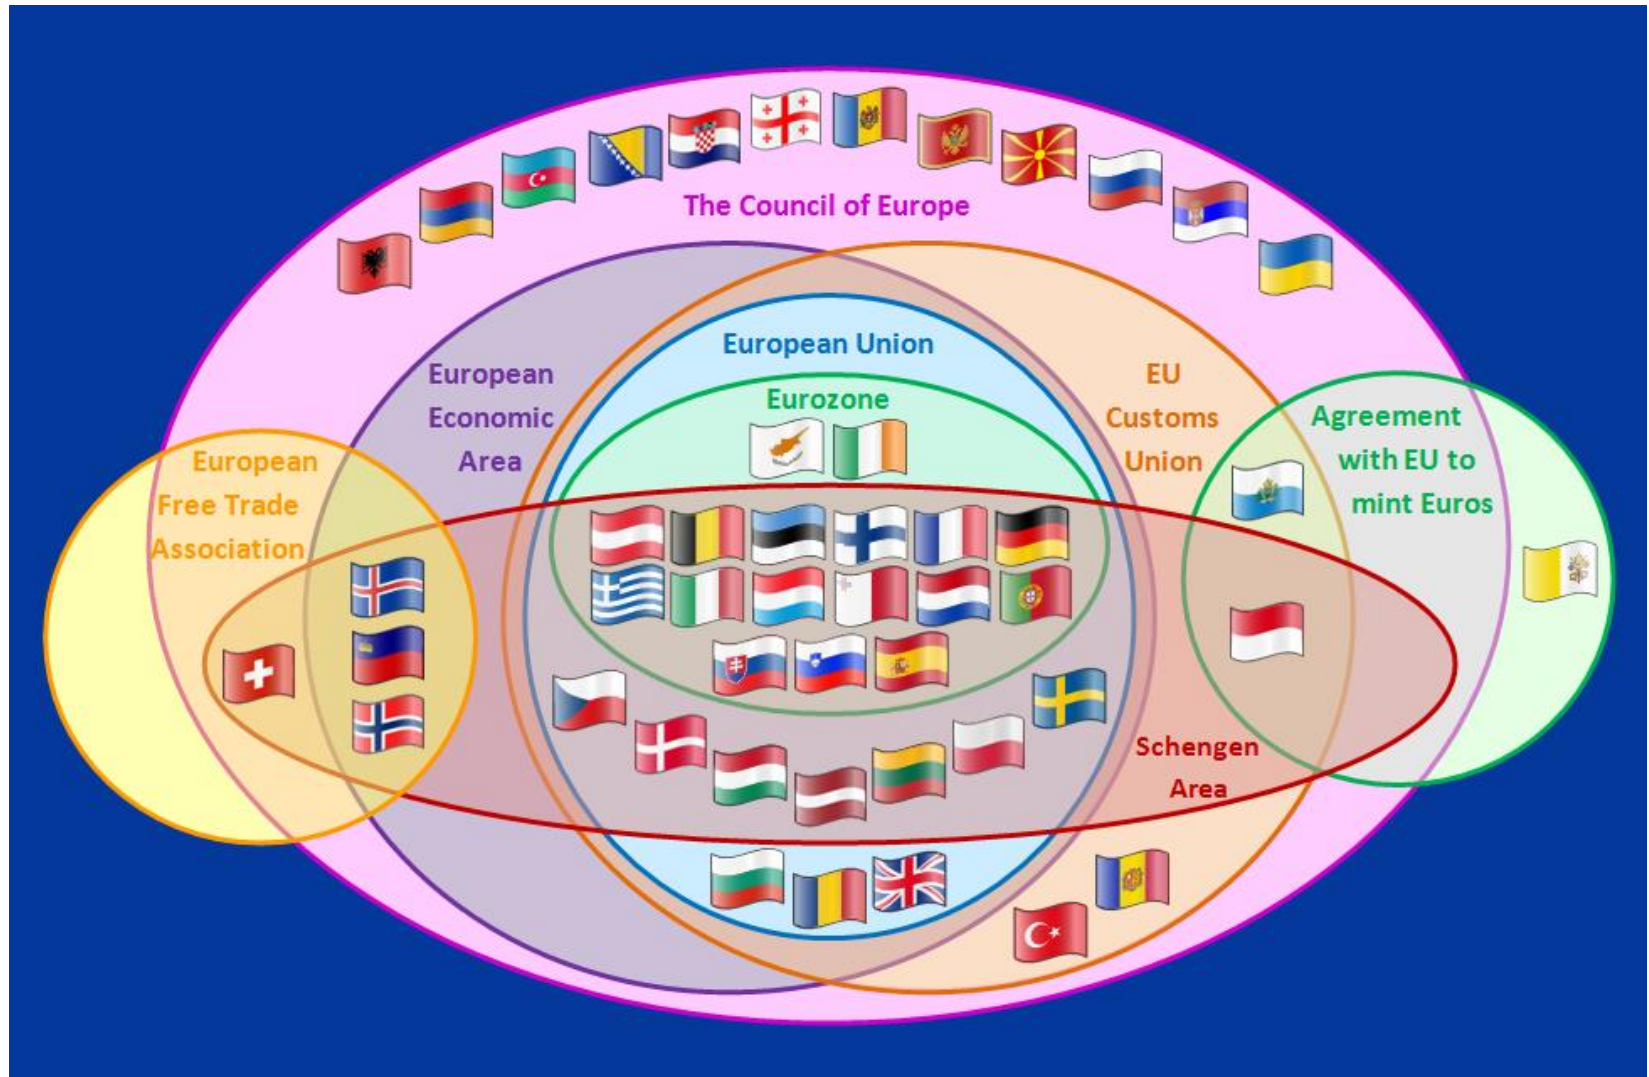 The Council of Europe
European Union
European
Economic
Area
EU
Customs
Union
Eurozone
Agreement
with EU to
mint Euros
European
Free Trade
Association
Schengen
Area